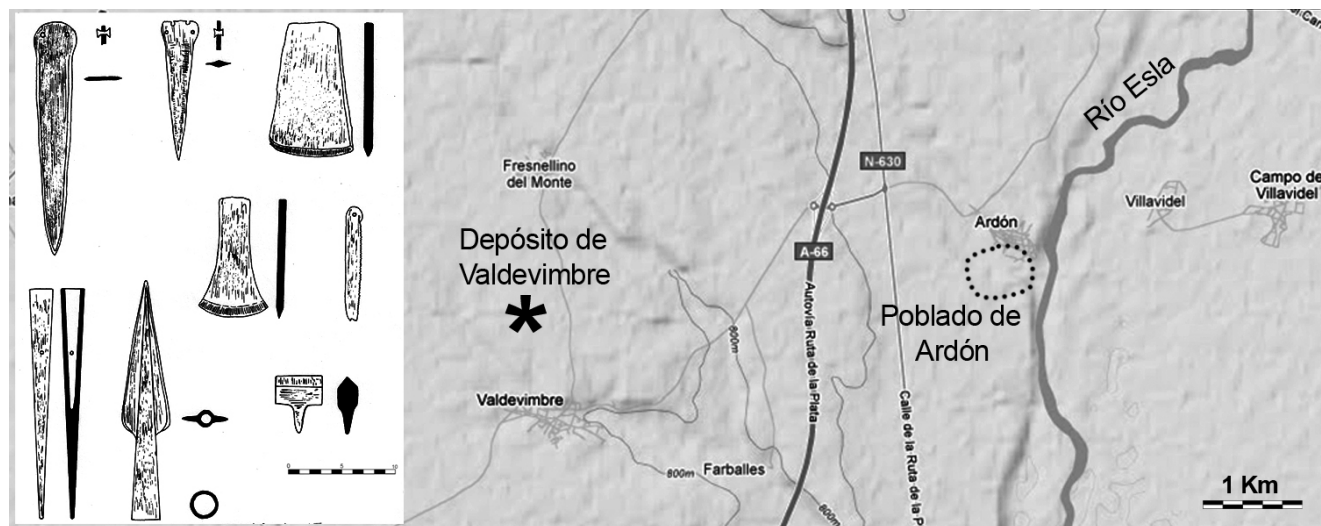 0 5 10
Río Esla
Fresnellino
del Monte
N-630
Campo de
Villavidel
Villavidel
Ardón
Depósito de
Valdevimbre
*
A-66
Autovía Ruta de la Plata
Poblado de
Ardón
800m
Calle de la Ruta de la P
Valdevimbre
Farballes
800m
800m
1 Km